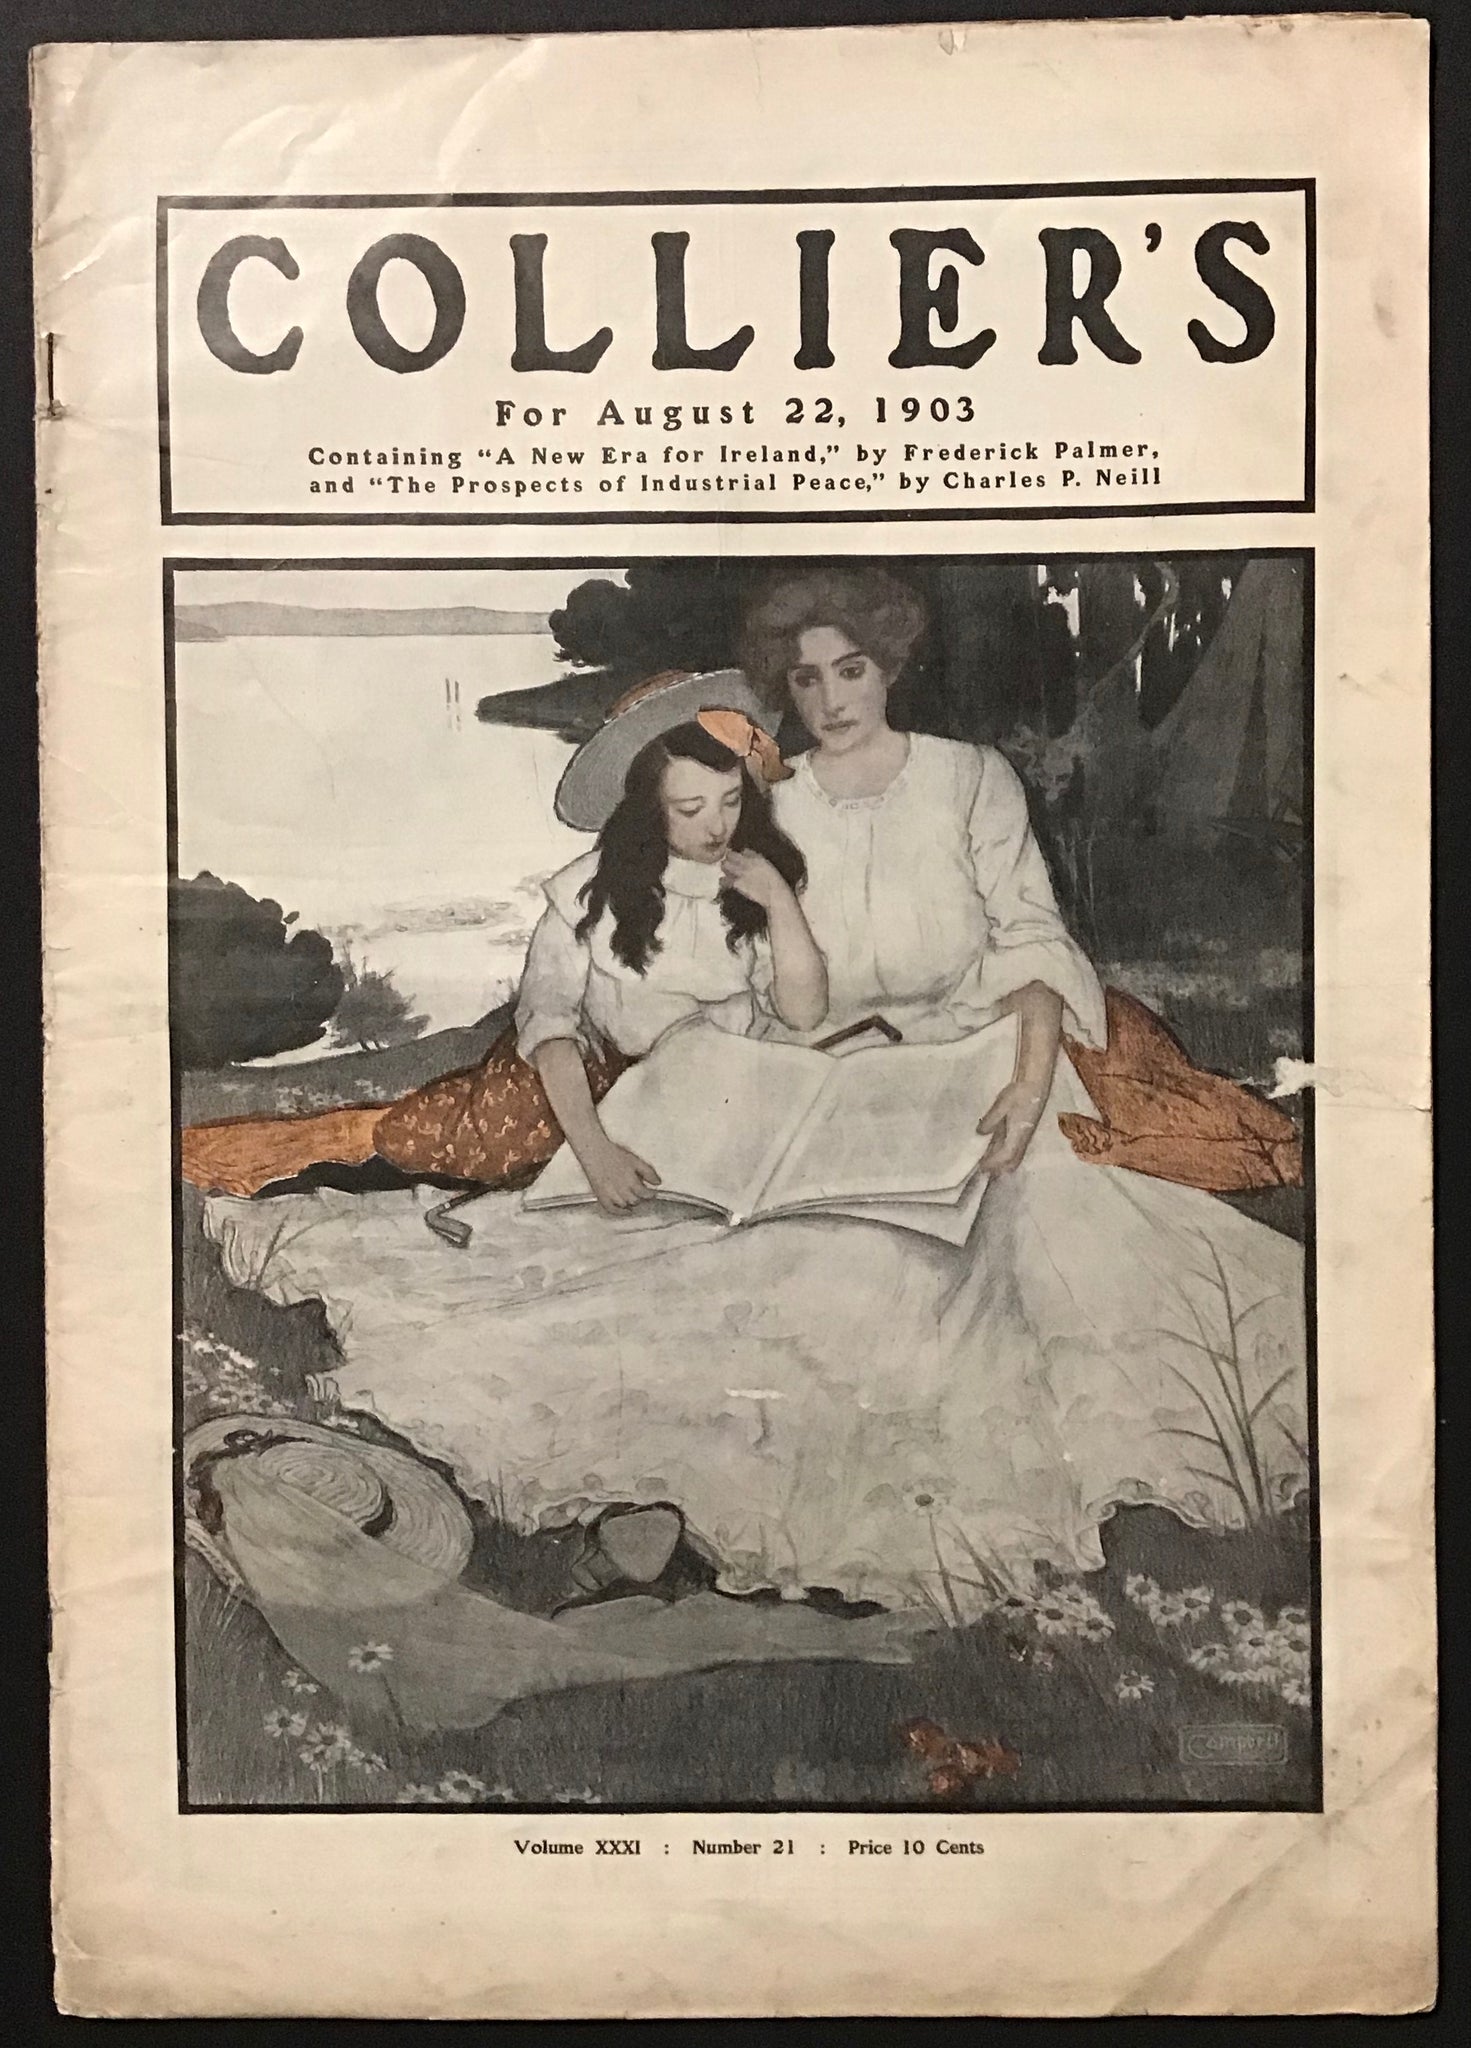 COLLIER'S
For August 22, 1903
Containing “A New Era for Ireland,” by Frederick Palmer,
and “The Prospects of Industrial Peace,” by Charles P. Neill
Campbell
Volume XXXI : Number 21 : Price 10 Cents